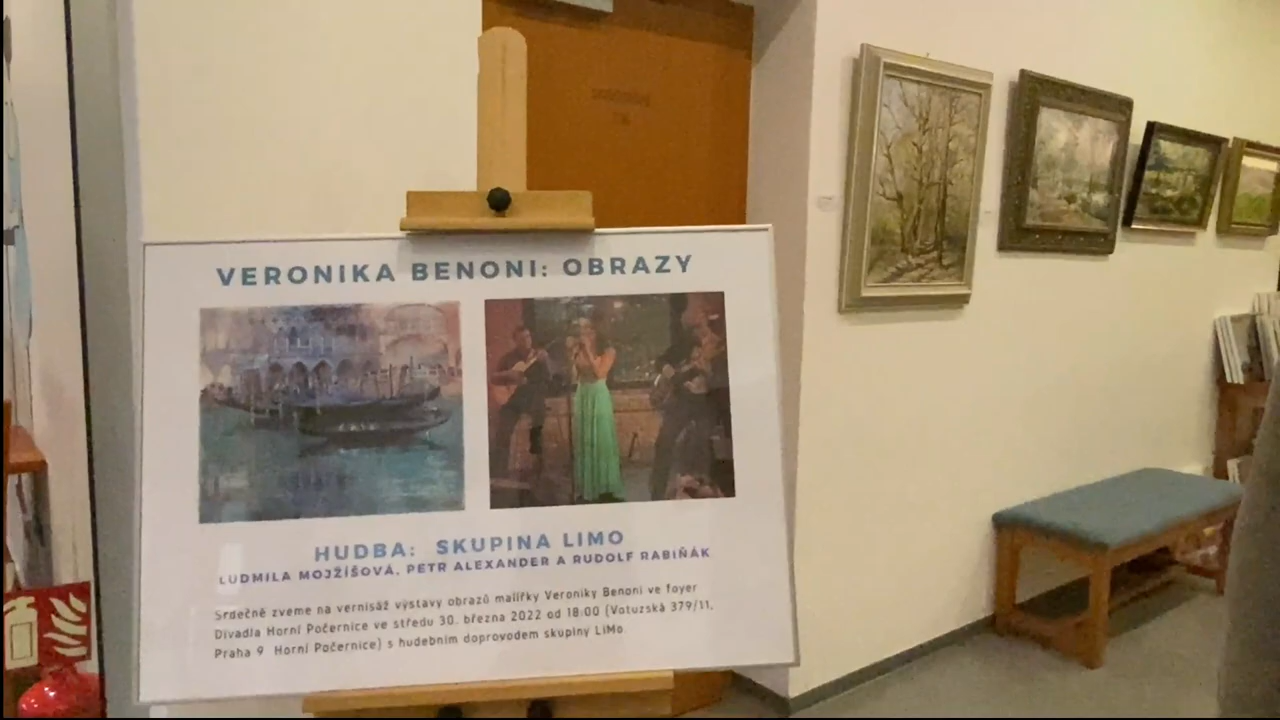 VERONIKA BENONI: OBRAZY
HUDBA: SKUPINA LIMO
LUDMILA MOJŽÍŠOVÁ, PETR ALEXANDER A RUDOLF RABIŇÁK
Srdečně zveme na vernisáž výstavy obrazů malířky Veroniky Benoni ve foyer
Divadla Horní Počernice ve středu 30. března 2022 od 18:00 (Votuzská 379/11,
Praha 9 Horní Počernice) s hudebním doprovodem skupiny LiMo.